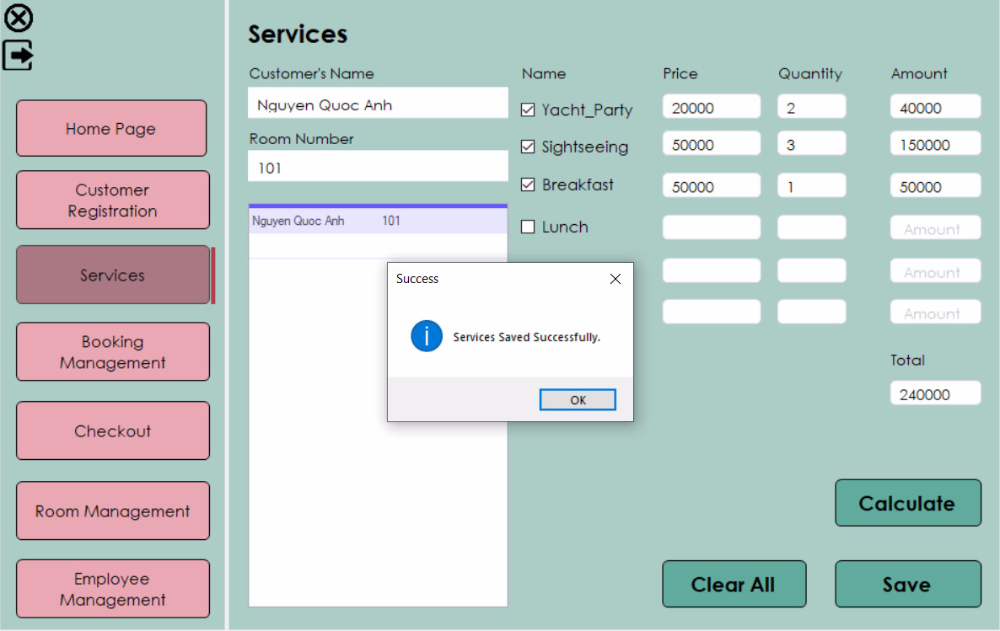 Services
Customer's Name
Name
Price
Quantity
Amount
Nguyen Quoc Anh
Yacht_Party
20000
2
40000
Home Page
Room Number
Sightseeing
50000
3
150000
101
Customer
Registration
Breakfast
50000
1
50000
Nguyen Quoc Anh 101
Lunch
Amount
Services
Success
Amount
Services Saved Successfully.
Amount
Booking
Management
OK
Total
240000
Checkout
Room Management
Calculate
Employee
Management
Clear All
Save